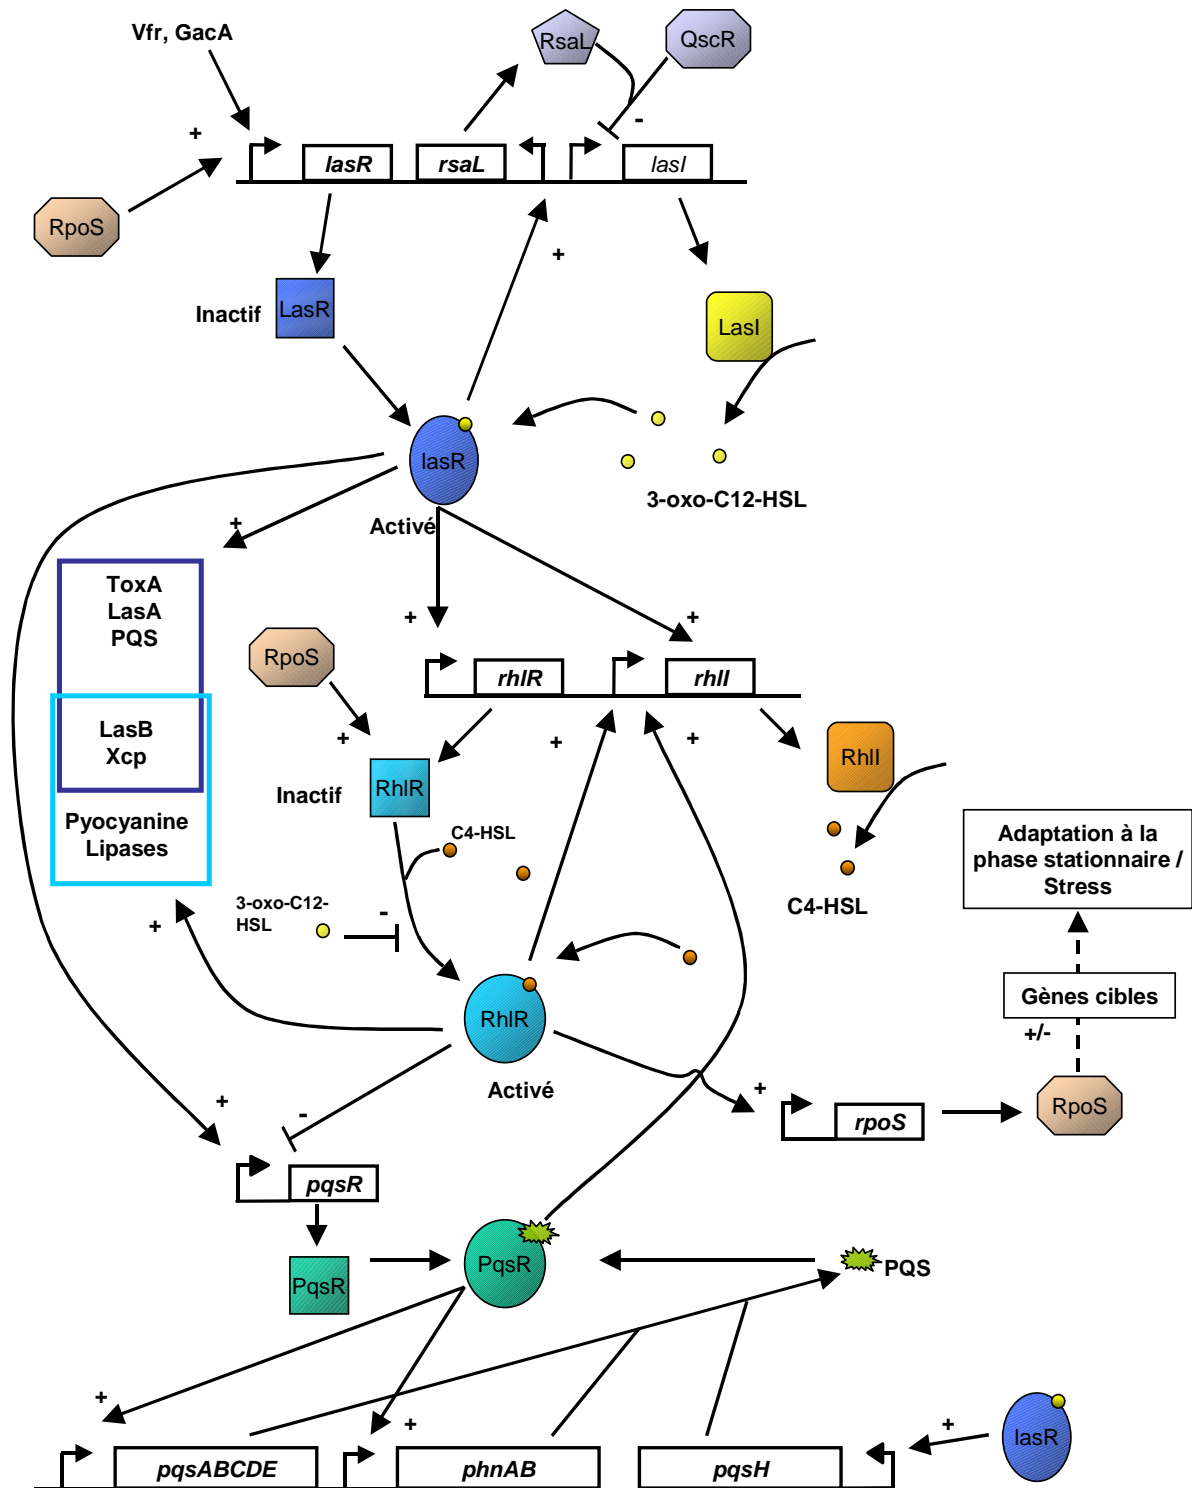 Vfr, GacA
RsaL
QscR
+
-
lasR
rsaL
lasI
RpoS
+
Inactif
LasR
LasI
lasR
3-oxo-C12-HSL
Activé
+
ToxA
LasA
PQS
+
+
RpoS
rhlR
rhlI
LasB
Xcp
+
+
+
RhlI
Inactif
RhlR
Pyocyanine
Lipases
C4-HSL
Adaptation à la
phase stationnaire /
Stress
C4-HSL
3-oxo-C12-
HSL
-
+
Gènes cibles
RhlR
+/-
Activé
+
+
-
rpoS
RpoS
pqsR
PqsR
PqsR
PQS
+
+
+
lasR
pqsABCDE
phnAB
pqsH